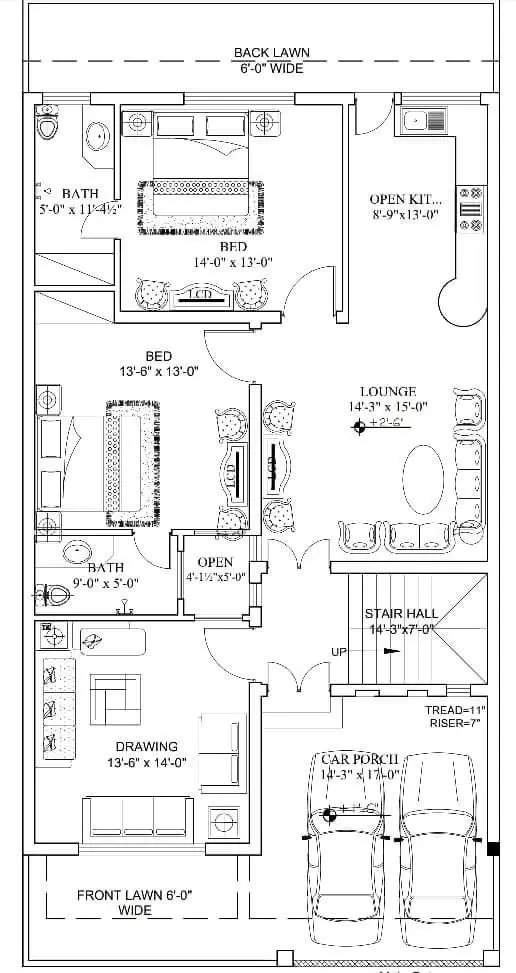 BACK LAWN
6'-0" WIDE
BATH
5'-0" x 11'-4½"
OPEN KIT...
8'-9"x13'-0"
BED
14'-0" x 13'-0"
LCD
BED
13'-6" x 13'-0"
LOUNGE
14'-3" x 15'-0"
+2'-6"
LCD
LCD
BATH
9'-0" x 5'-0"
OPEN
4'-1½"x5'-0"
STAIR HALL
14'-3"x7'-0"
UP
TREAD=11"
RISER=7"
DRAWING
13'-6" x 14'-0"
CAR PORCH
14'-3" x 17'-0"
+1'-6"
FRONT LAWN 6'-0"
WIDE